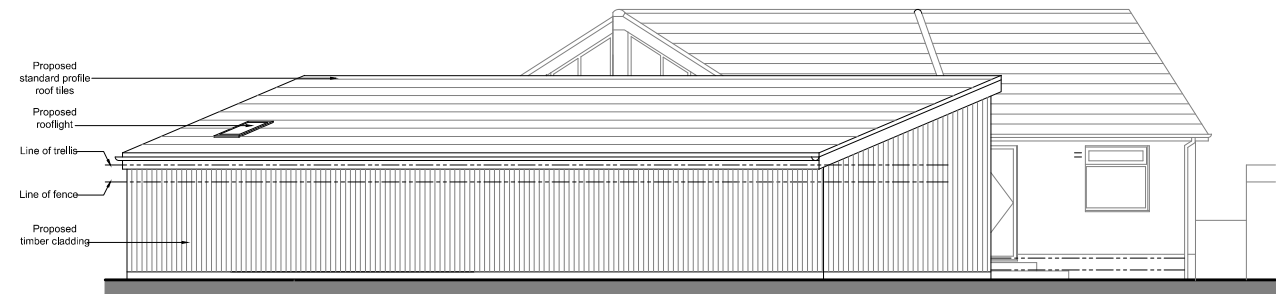 Proposed
standard profile
roof tiles
Proposed
rooflight
Line of trellis
Line of fence
Proposed
timber cladding